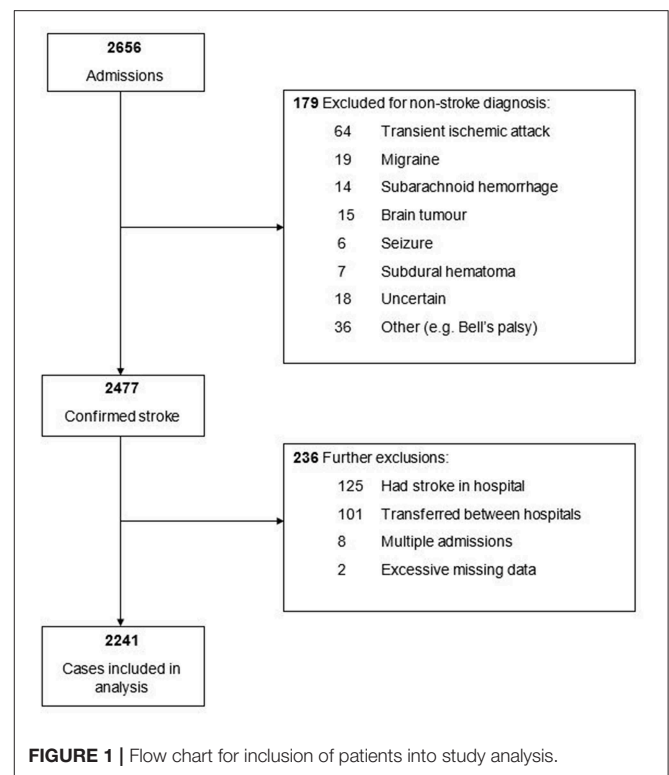 2656
Admissions
179 Excluded for non-stroke diagnosis:
64 Transient ischemic attack
19 Migraine
14 Subarachnoid hemorrhage
15 Brain tumour
6 Seizure
7 Subdural hematoma
18 Uncertain
36 Other (e.g. Bell's palsy)
2477
Confirmed stroke
236 Further exclusions:
125 Had stroke in hospital
101 Transferred between hospitals
8 Multiple admissions
2 Excessive missing data
2241
Cases included in
analysis
FIGURE 1 | Flow chart for inclusion of patients into study analysis.